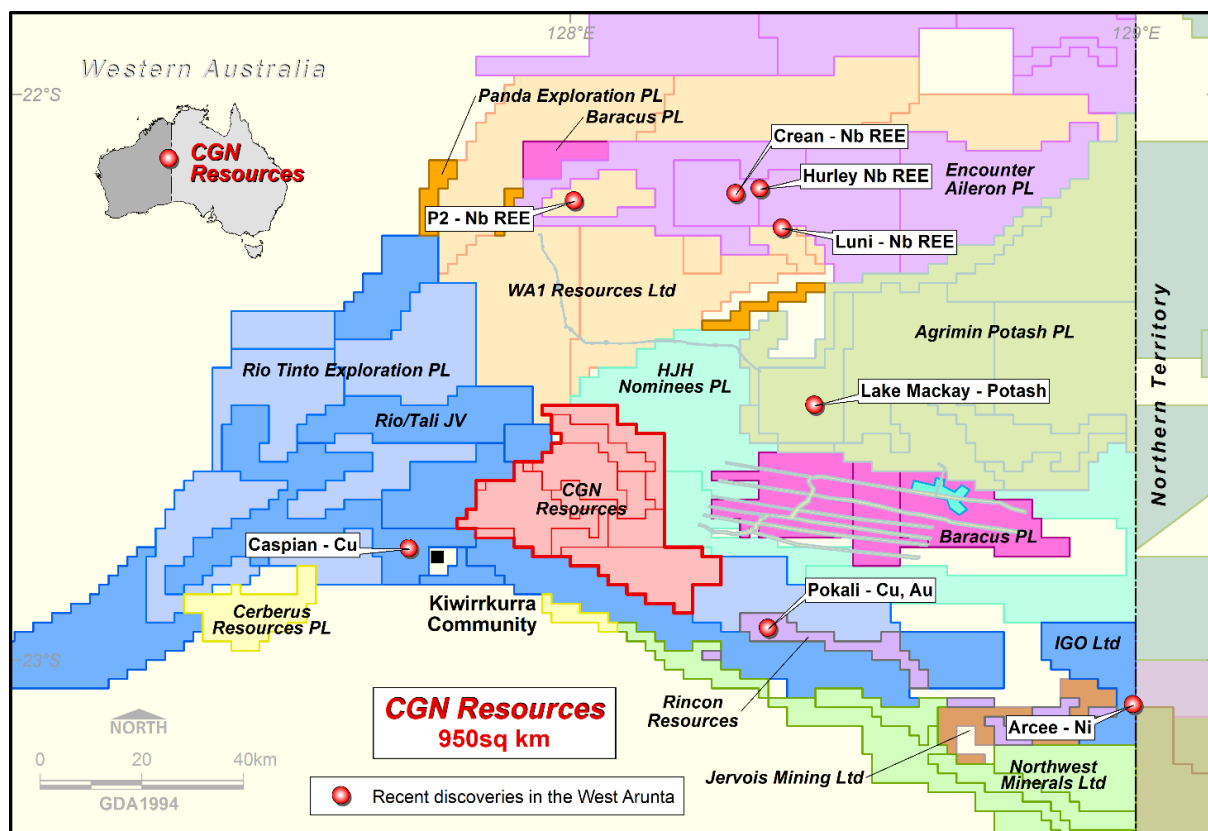 128°E
129°E
Western Australia
22°S
Panda Exploration PL
Baracus PL
CGN
Resources
Crean - Nb REE
Hurley Nb REE
Encounter
Aileron PL
P2 - Nb REE
Luni - Nb REE
WA1 Resources Ltd
Northern Territory
Agrimin Potash PL
Rio Tinto Exploration PL
HJH
Nominees PL
Lake Mackay - Potash
Rio/Tali JV
CGN
Resources
Baracus PL
Caspian - Cu
Kiwirrkurra
Community
Cerberus
Resources PL
Pokali - Cu, Au
IGO Ltd
23°S
CGN Resources
950sq km
Rincon
Resources
NORTH
Arcee - Ni
0 20 40km
GDA1994
Jervois Mining Ltd
Northwest
Minerals Ltd
Recent discoveries in the West Arunta